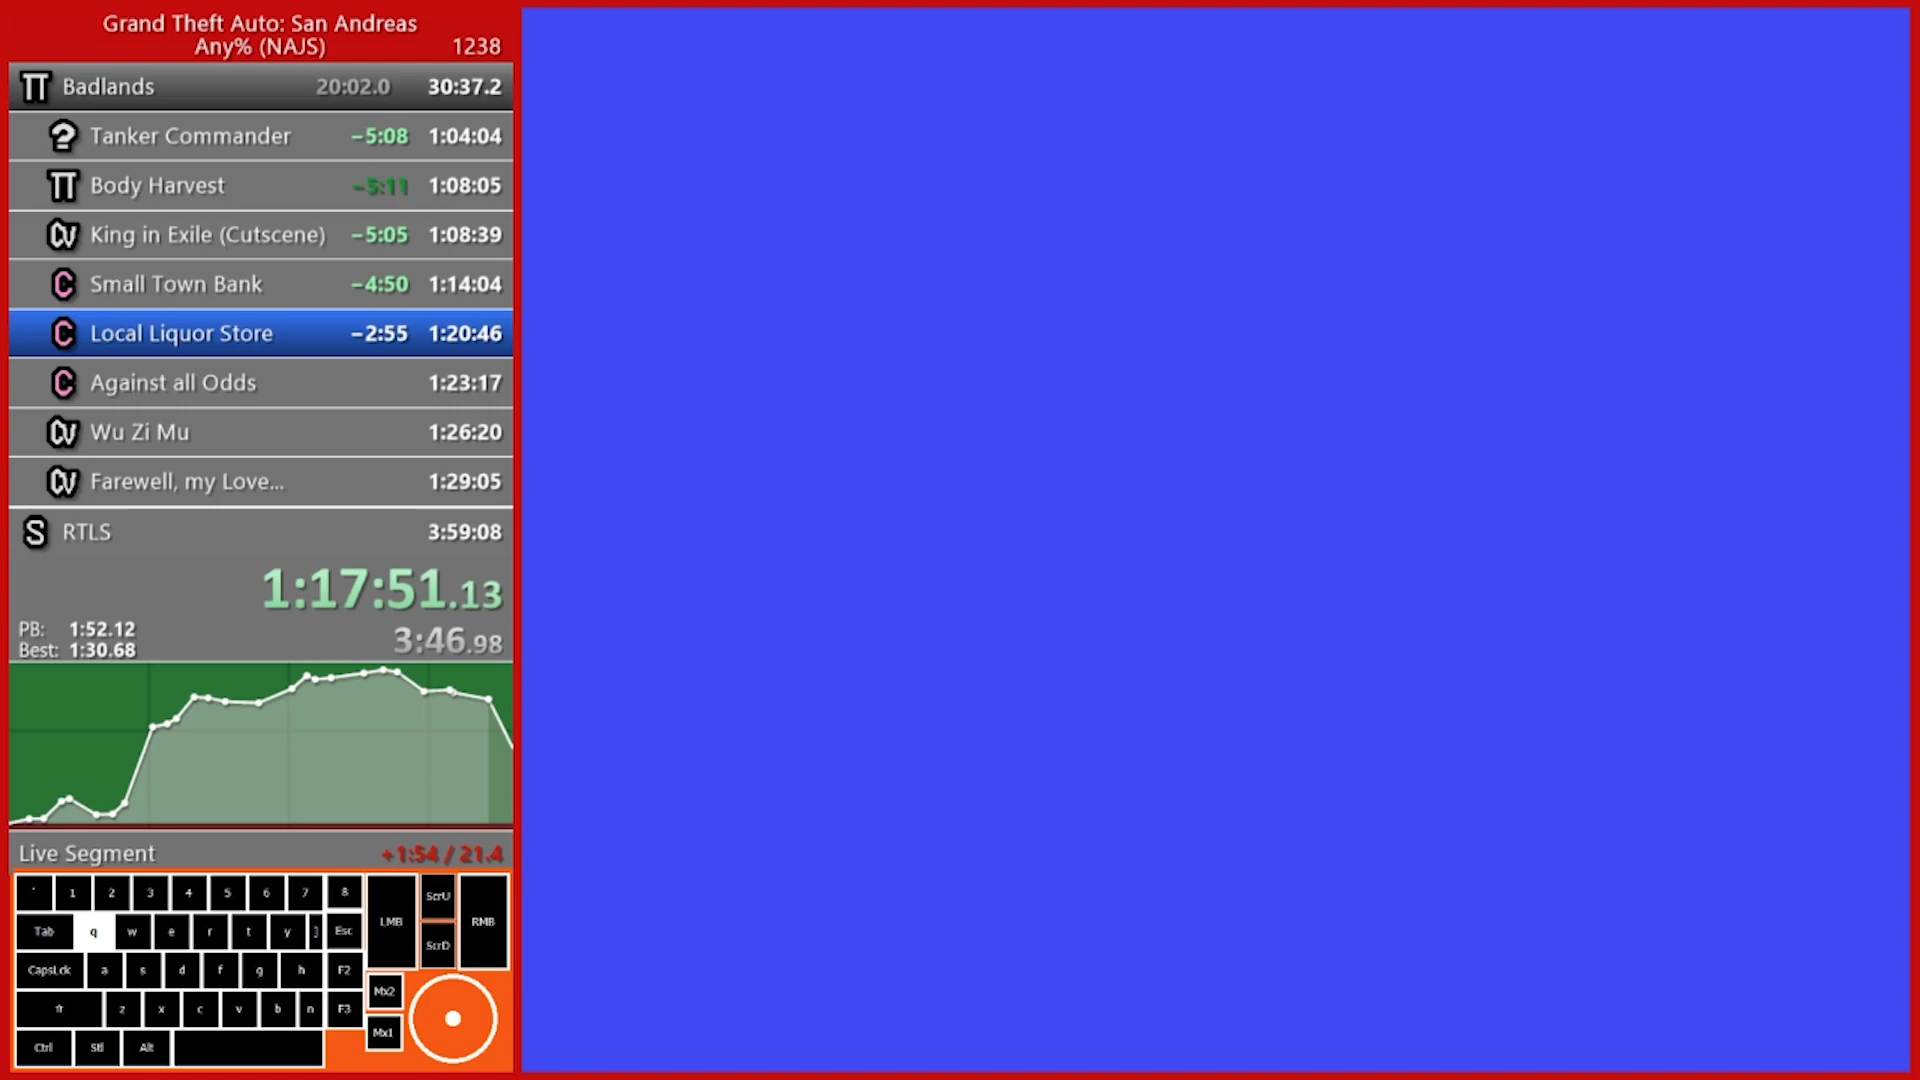 Grand Theft Auto: San Andreas
Any% (NAJS) 1238
Badlands 20:02.0 30:37.2
? Tanker Commander −5:08 1:04:04
Body Harvest −5:11 1:08:05
CV King in Exile (Cutscene) −5:05 1:08:39
C Small Town Bank −4:50 1:14:04
C Local Liquor Store −2:55 1:20:46
C Against all Odds 1:23:17
CV Wu Zi Mu 1:26:20
CV Farewell, my Love... 1:29:05
S RTLS 3:59:08
1:17:51.13
PB: 1:52.12
Best: 1:30.68
3:46.98
Live Segment +1:54 / 21.4
` 1 2 3 4 5 6 7 8 LMB ScrU RMB
Tab q w e r t y ] Esc ScrD
CapsLck a s d f g h F2 Mx2
⇧ z x c v b n F3 Mx1
Ctrl Stl Alt